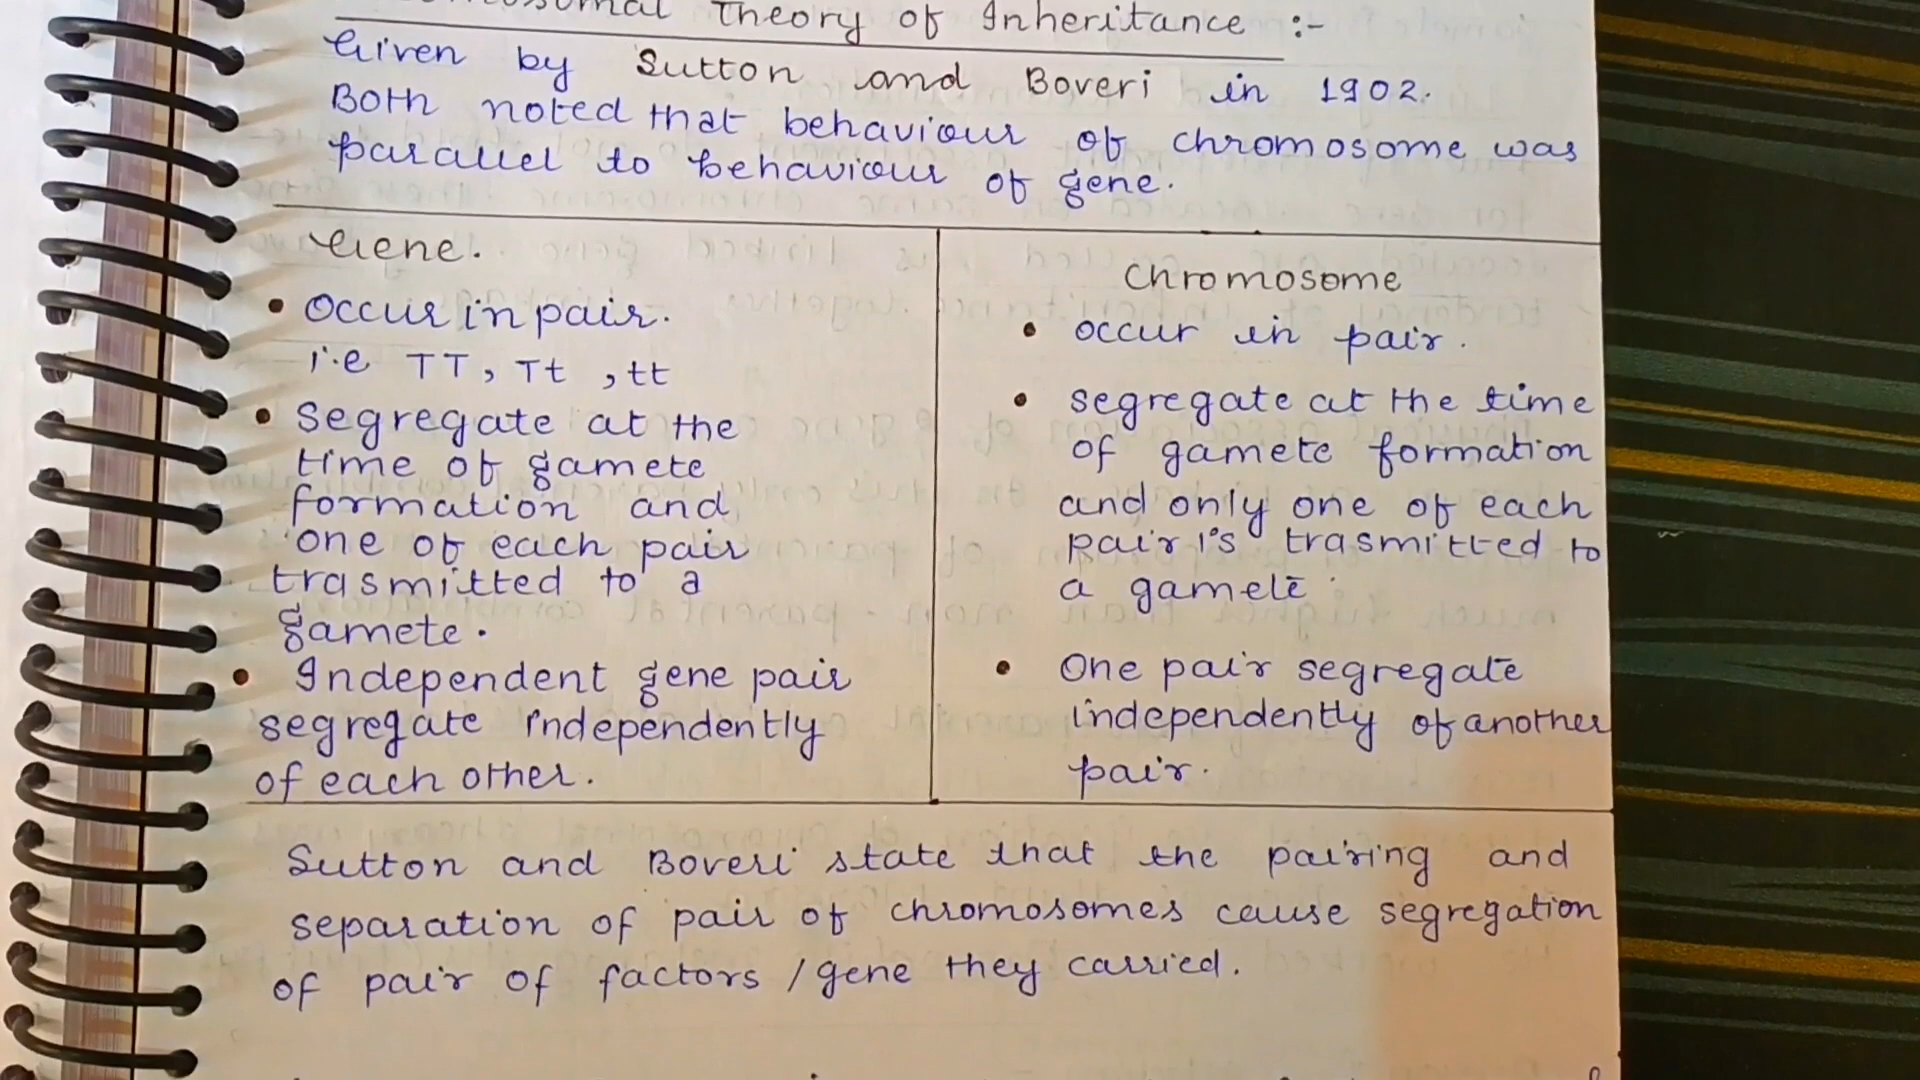 Theory of Inheritance :-
Given by Sutton and Boveri in 1902.
Both noted that behaviour of chromosome was
parallel to behaviour of gene.
Gene.
• Occur in pair.
i.e TT, Tt , tt
• Segregate at the
time of gamete
formation and
one of each pair
trasmitted to a
gamete.
• Independent gene pair
segregate independently
of each other.
Chromosome
• occur in pair.
• segregate at the time
of gamete formation
and only one of each
pair is trasmitted to
a gamete.
• One pair segregate
independently of another
pair.
Sutton and Boveri state that the pairing and
separation of pair of chromosomes cause segregation
of pair of factors / gene they carried.